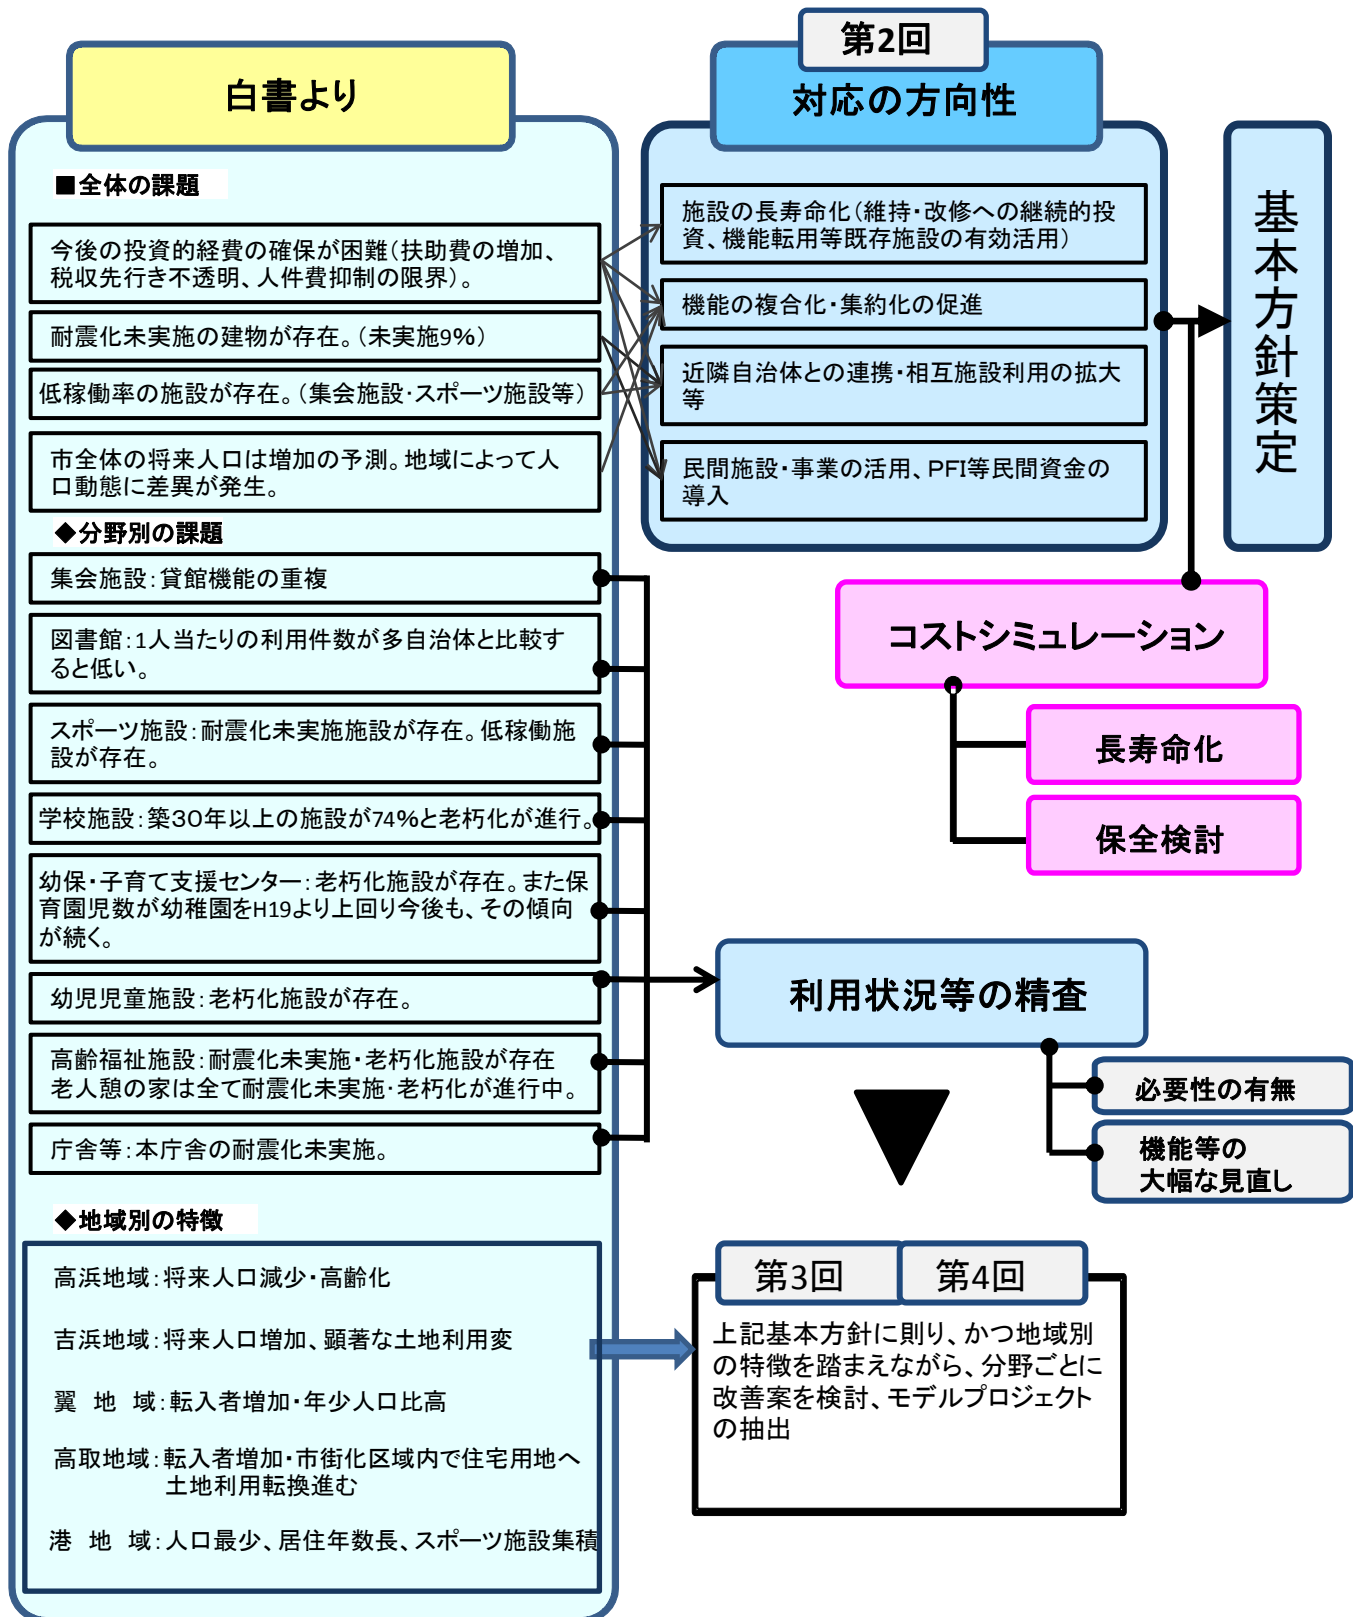 白書より
■全体の課題
今後の投資的経費の確保が困難（扶助費の増加、
税収先行き不透明、人件費抑制の限界）。
耐震化未実施の建物が存在。（未実施9%）
低稼働率の施設が存在。（集会施設・スポーツ施設等）
市全体の将来人口は増加の予測。地域によって人
口動態に差異が発生。
◆分野別の課題
集会施設：貸館機能の重複
図書館：1人当たりの利用件数が多自治体と比較す
ると低い。
スポーツ施設：耐震化未実施施設が存在。低稼働施
設が存在。
学校施設：築30年以上の施設が74%と老朽化が進行。
幼保・子育て支援センター：老朽化施設が存在。また保
育園児数が幼稚園をH19より上回り今後も、その傾向
が続く。
幼児児童施設：老朽化施設が存在。
高齢福祉施設：耐震化未実施・老朽化施設が存在
老人憩の家は全て耐震化未実施・老朽化が進行中。
庁舎等：本庁舎の耐震化未実施。
◆地域別の特徴
高浜地域：将来人口減少・高齢化
吉浜地域：将来人口増加、顕著な土地利用変
翼　地　域：転入者増加・年少人口比高
高取地域：転入者増加・市街化区域内で住宅用地へ
土地利用転換進む
港　地　域：人口最少、居住年数長、スポーツ施設集積
第2回
対応の方向性
施設の長寿命化（維持・改修への継続的投
資、機能転用等既存施設の有効活用）
機能の複合化・集約化の促進
近隣自治体との連携・相互施設利用の拡大
等
民間施設・事業の活用、PFI等民間資金の
導入
基本方針策定
コストシミュレーション
長寿命化
保全検討
利用状況等の精査
必要性の有無
機能等の
大幅な見直し
第3回
第4回
上記基本方針に則り、かつ地域別
の特徴を踏まえながら、分野ごとに
改善案を検討、モデルプロジェクト
の抽出